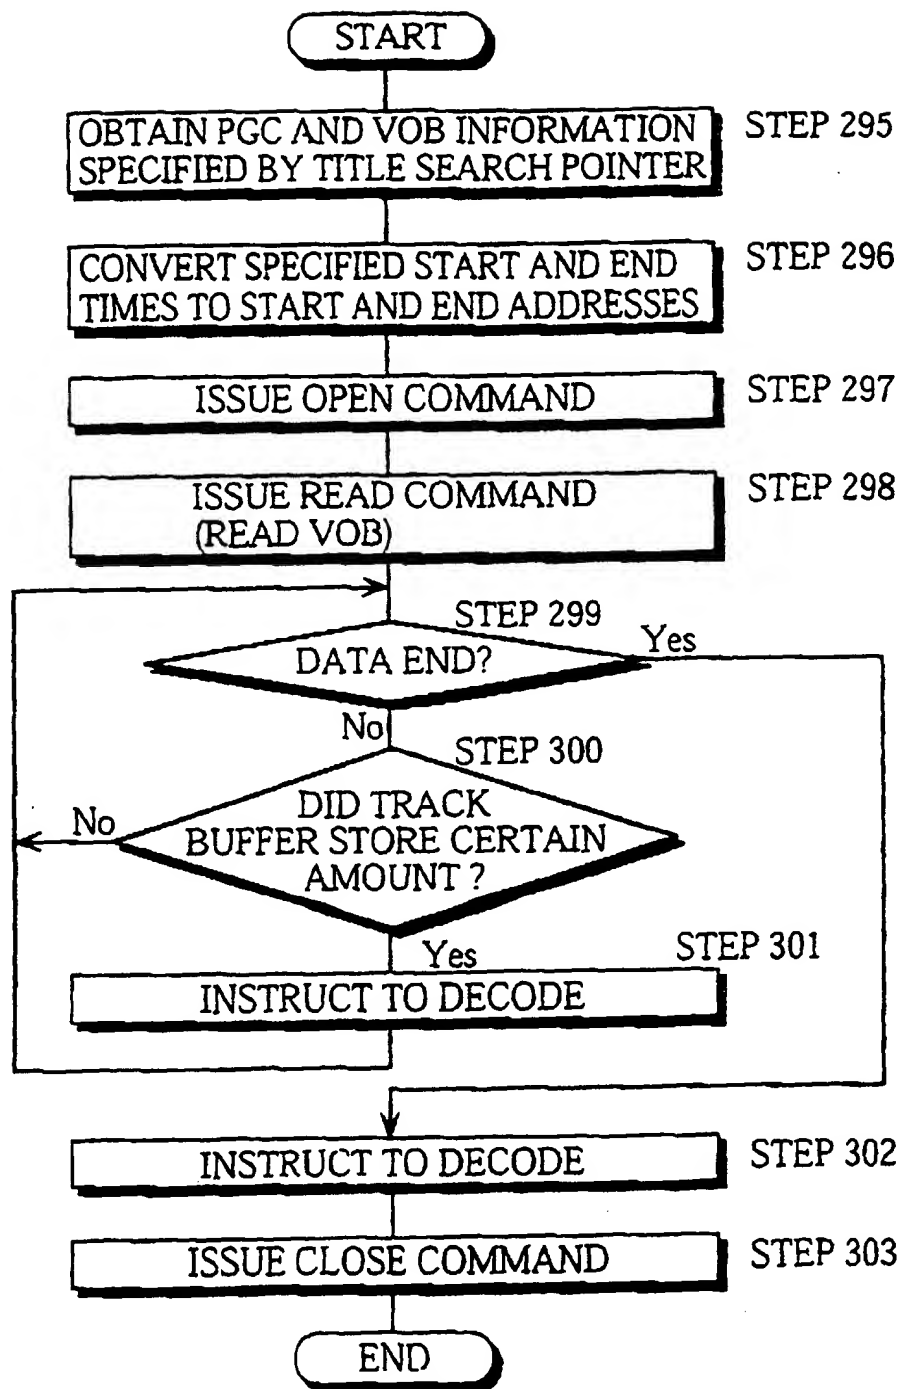 START
OBTAIN PGC AND VOB INFORMATION
SPECIFIED BY TITLE SEARCH POINTER
STEP 295
CONVERT SPECIFIED START AND END
TIMES TO START AND END ADDRESSES
STEP 296
ISSUE OPEN COMMAND
STEP 297
ISSUE READ COMMAND
(READ VOB)
STEP 298
STEP 299
DATA END?
Yes
No
STEP 300
DID TRACK
BUFFER STORE CERTAIN
AMOUNT ?
No
Yes
STEP 301
INSTRUCT TO DECODE
INSTRUCT TO DECODE
STEP 302
ISSUE CLOSE COMMAND
STEP 303
END